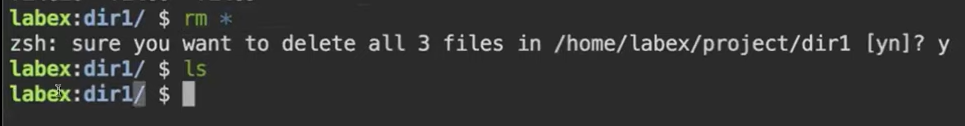 labex:dir1/ $ rm *
zsh: sure you want to delete all 3 files in /home/labex/project/dir1 [yn]? y
labex:dir1/ $ ls
labex:dir1/ $